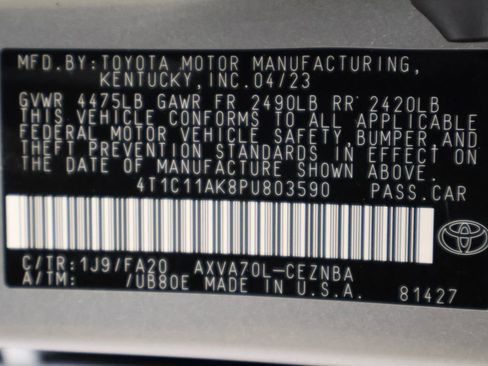 MFD.BY:TOYOTA MOTOR MANUFACTURING,
KENTUCKY,INC.04/23
GVWR 4475LB GAWR FR 2490LB RR 2420LB
THIS VEHICLE CONFORMS TO ALL APPLICABLE
FEDERAL MOTOR VEHICLE SAFETY,BUMPER,AND
THEFT PREVENTION STANDARDS IN EFFECT ON
THE DATE OF MANUFACTURE SHOWN ABOVE.
4T1C11AK8PU803590 PASS.CAR
C/TR:1J9/FA20 AXVA70L-CEZNBA
A/TM: /UB80E MADE IN U.S.A. 81427